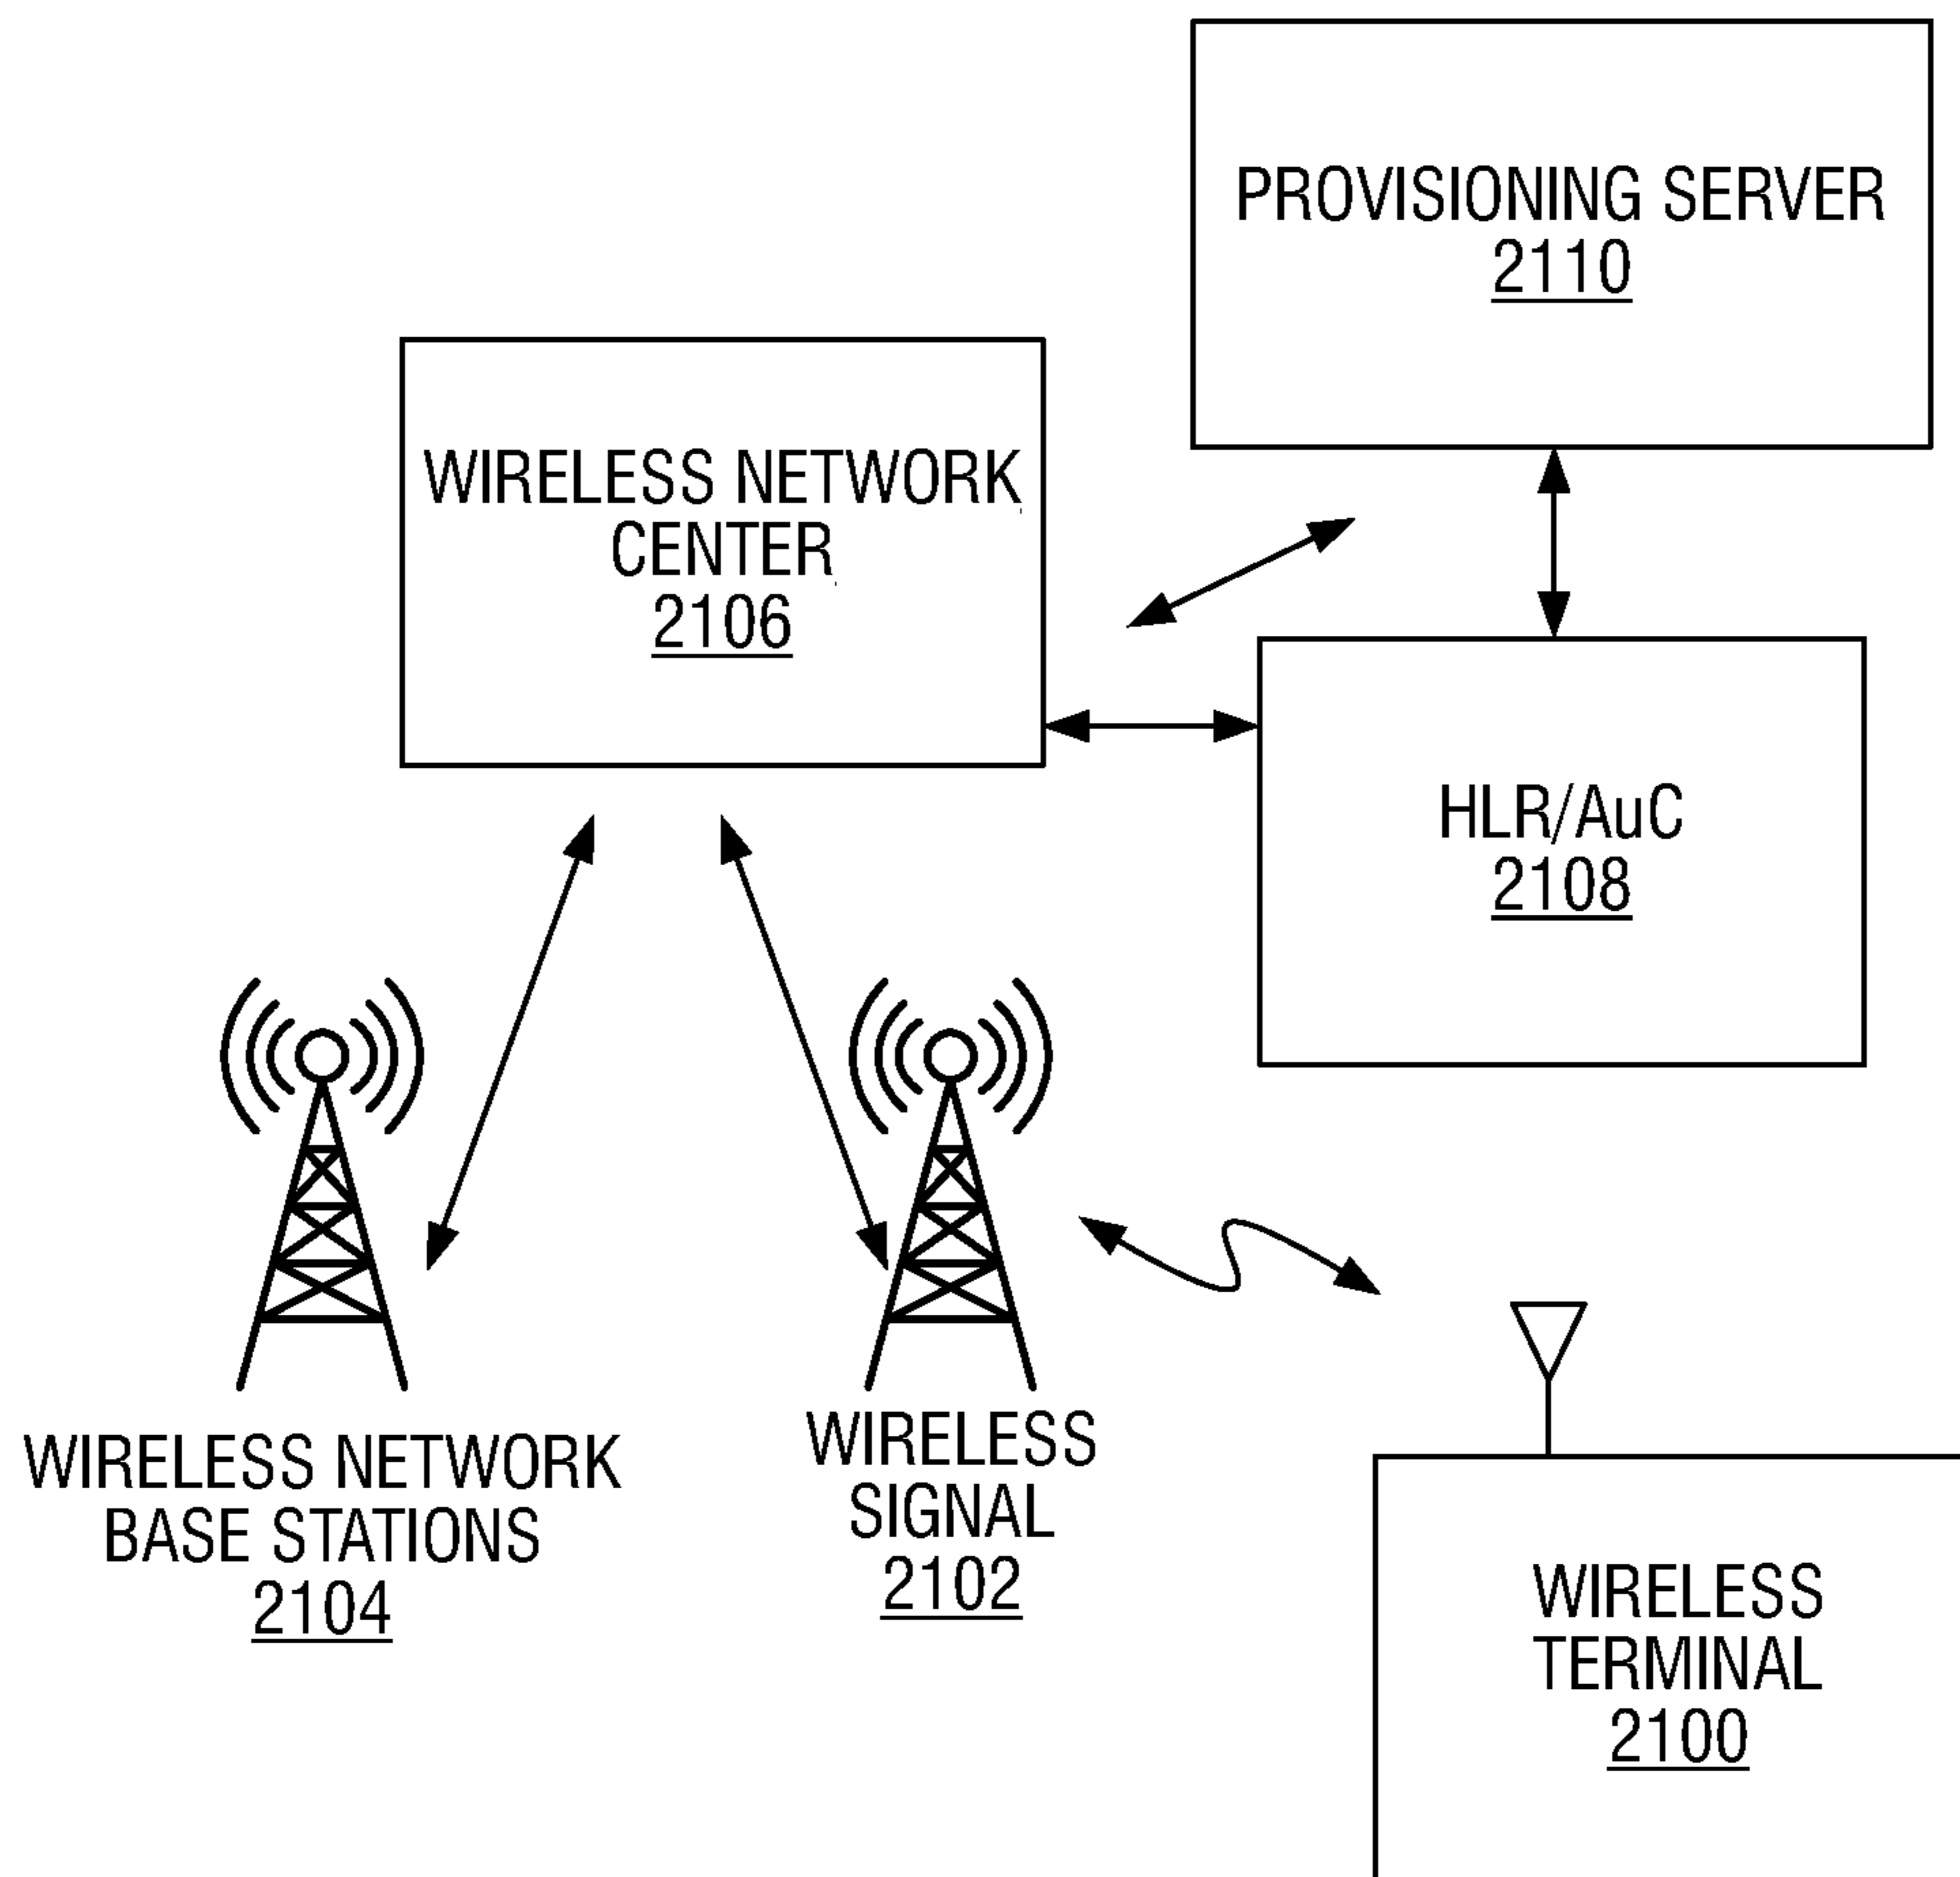 PROVISIONING SERVER
2110
WIRELESS NETWORK
CENTER
2106
HLR/AuC
2108
WIRELESS NETWORK
BASE STATIONS
2104
WIRELESS
SIGNAL
2102
WIRELESS
TERMINAL
2100